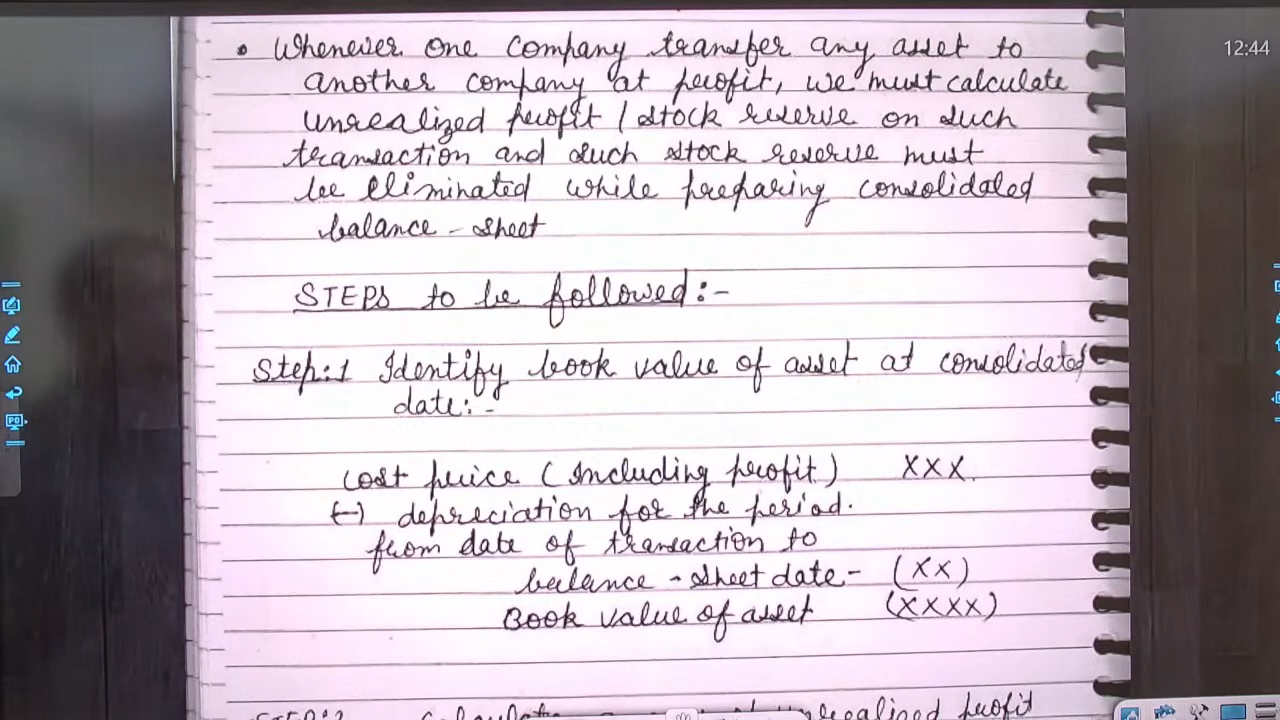 12:44
• Whenever one company transfer any asset to
another company at profit, we must calculate
unrealized profit / stock reserve on such
transaction and such stock reserve must
be eliminated while preparing consolidated
balance - sheet
STEPS to be followed:-
Step:1 Identify book value of asset at consolidated
date:-
cost price (Including profit) XXX.
(-) depreciation for the period.
from date of transaction to
balance - sheet date - (XX)
Book value of asset (XXXX)
unrealized profit